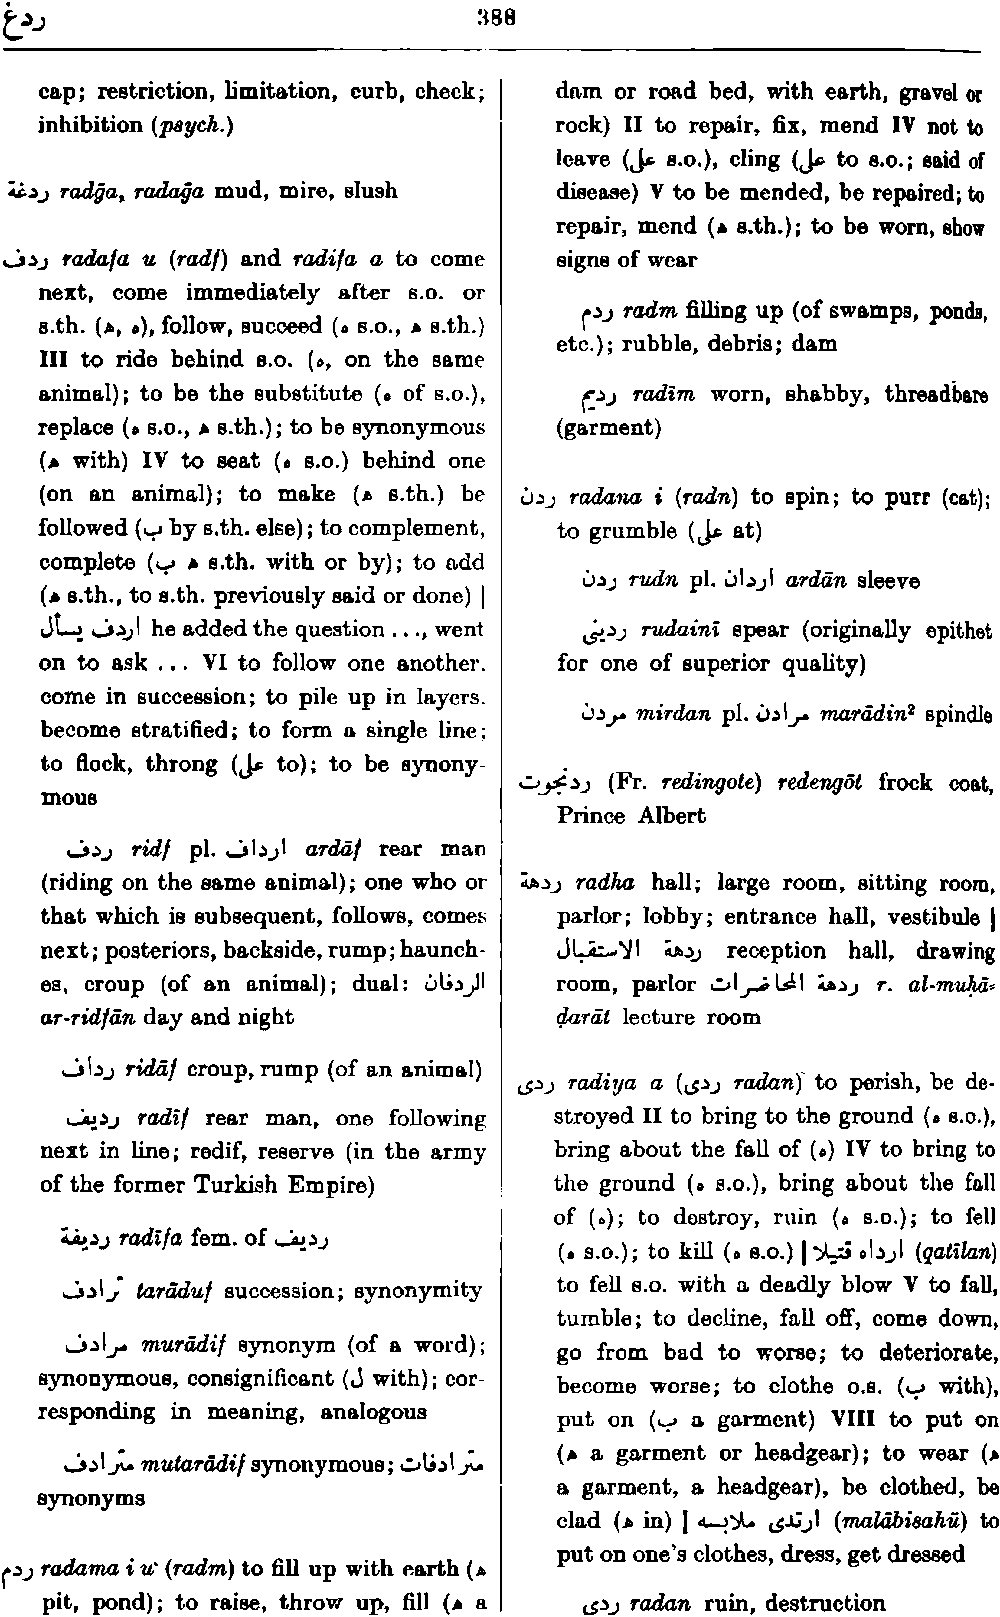 ردغ
388
cap; restriction, limitation, curb, check;
inhibition (psych.)
ردغة radḡa, radaḡa mud, mire, slush
ردف radafa u (radf) and radifa a to come
next, come immediately after s.o. or
s.th. (ه, ه), follow, succeed (ه s.o., ه s.th.)
III to ride behind s.o. (ه, on the same
animal); to be the substitute (ه of s.o.),
replace (ه s.o., ه s.th.); to be synonymous
(ه with) IV to seat (ه s.o.) behind one
(on an animal); to make (ه s.th.) be
followed (ب by s.th. else); to complement,
complete (ب ه s.th. with or by); to add
(ه s.th., to s.th. previously said or done) |
اردف يسأل he added the question ..., went
on to ask ... VI to follow one another.
come in succession; to pile up in layers.
become stratified; to form a single line;
to flock, throng (على to); to be synony-
mous
ردف ridf pl. ارداف ardāf rear man
(riding on the same animal); one who or
that which is subsequent, follows, comes
next; posteriors, backside, rump; haunch-
es, croup (of an animal); dual: الردفان
ar-ridfān day and night
رداف ridāf croup, rump (of an animal)
رديف radīf rear man, one following
next in line; redif, reserve (in the army
of the former Turkish Empire)
رديفة radīfa fem. of رديف
ترادف tarāduf succession; synonymity
مرادف murādif synonym (of a word);
synonymous, consignificant (ل with); cor-
responding in meaning, analogous
مترادف mutarādif synonymous; مترادفات
synonyms
ردم radama i u (radm) to fill up with earth (ه
pit, pond); to raise, throw up, fill (ه a
dam or road bed, with earth, gravel or
rock) II to repair, fix, mend IV not to
leave (على s.o.), cling (على to s.o.; said of
disease) V to be mended, be repaired; to
repair, mend (ه s.th.); to be worn, show
signs of wear
ردم radm filling up (of swamps, ponds,
etc.); rubble, debris; dam
رديم radīm worn, shabby, threadbare
(garment)
ردن radana i (radn) to spin; to purr (cat);
to grumble (على at)
ردن rudn pl. اردان ardān sleeve
رديني rudainī spear (originally epithet
for one of superior quality)
مردن mirdan pl. مرادن marādin² spindle
ردنجوت (Fr. redingote) redengōt frock coat,
Prince Albert
ردهة radha hall; large room, sitting room,
parlor; lobby; entrance hall, vestibule |
ردهة الاستقبال reception hall, drawing
room, parlor ردهة المحاضرات r. al-muḥā-
ḍarāt lecture room
ردى radiya a (ردى radan) to perish, be de-
stroyed II to bring to the ground (ه s.o.),
bring about the fall of (ه) IV to bring to
the ground (ه s.o.), bring about the fall
of (ه); to destroy, ruin (ه s.o.); to fell
(ه s.o.); to kill (ه s.o.) | ارداه قتيلا (qatīlan)
to fell s.o. with a deadly blow V to fall,
tumble; to decline, fall off, come down,
go from bad to worse; to deteriorate,
become worse; to clothe o.s. (ب with),
put on (ب a garment) VIII to put on
(ه a garment or headgear); to wear (ه
a garment, a headgear), be clothed, be
clad (ه in) | ارتدى ملابسه (malābisahū) to
put on one's clothes, dress, get dressed
ردى radan ruin, destruction